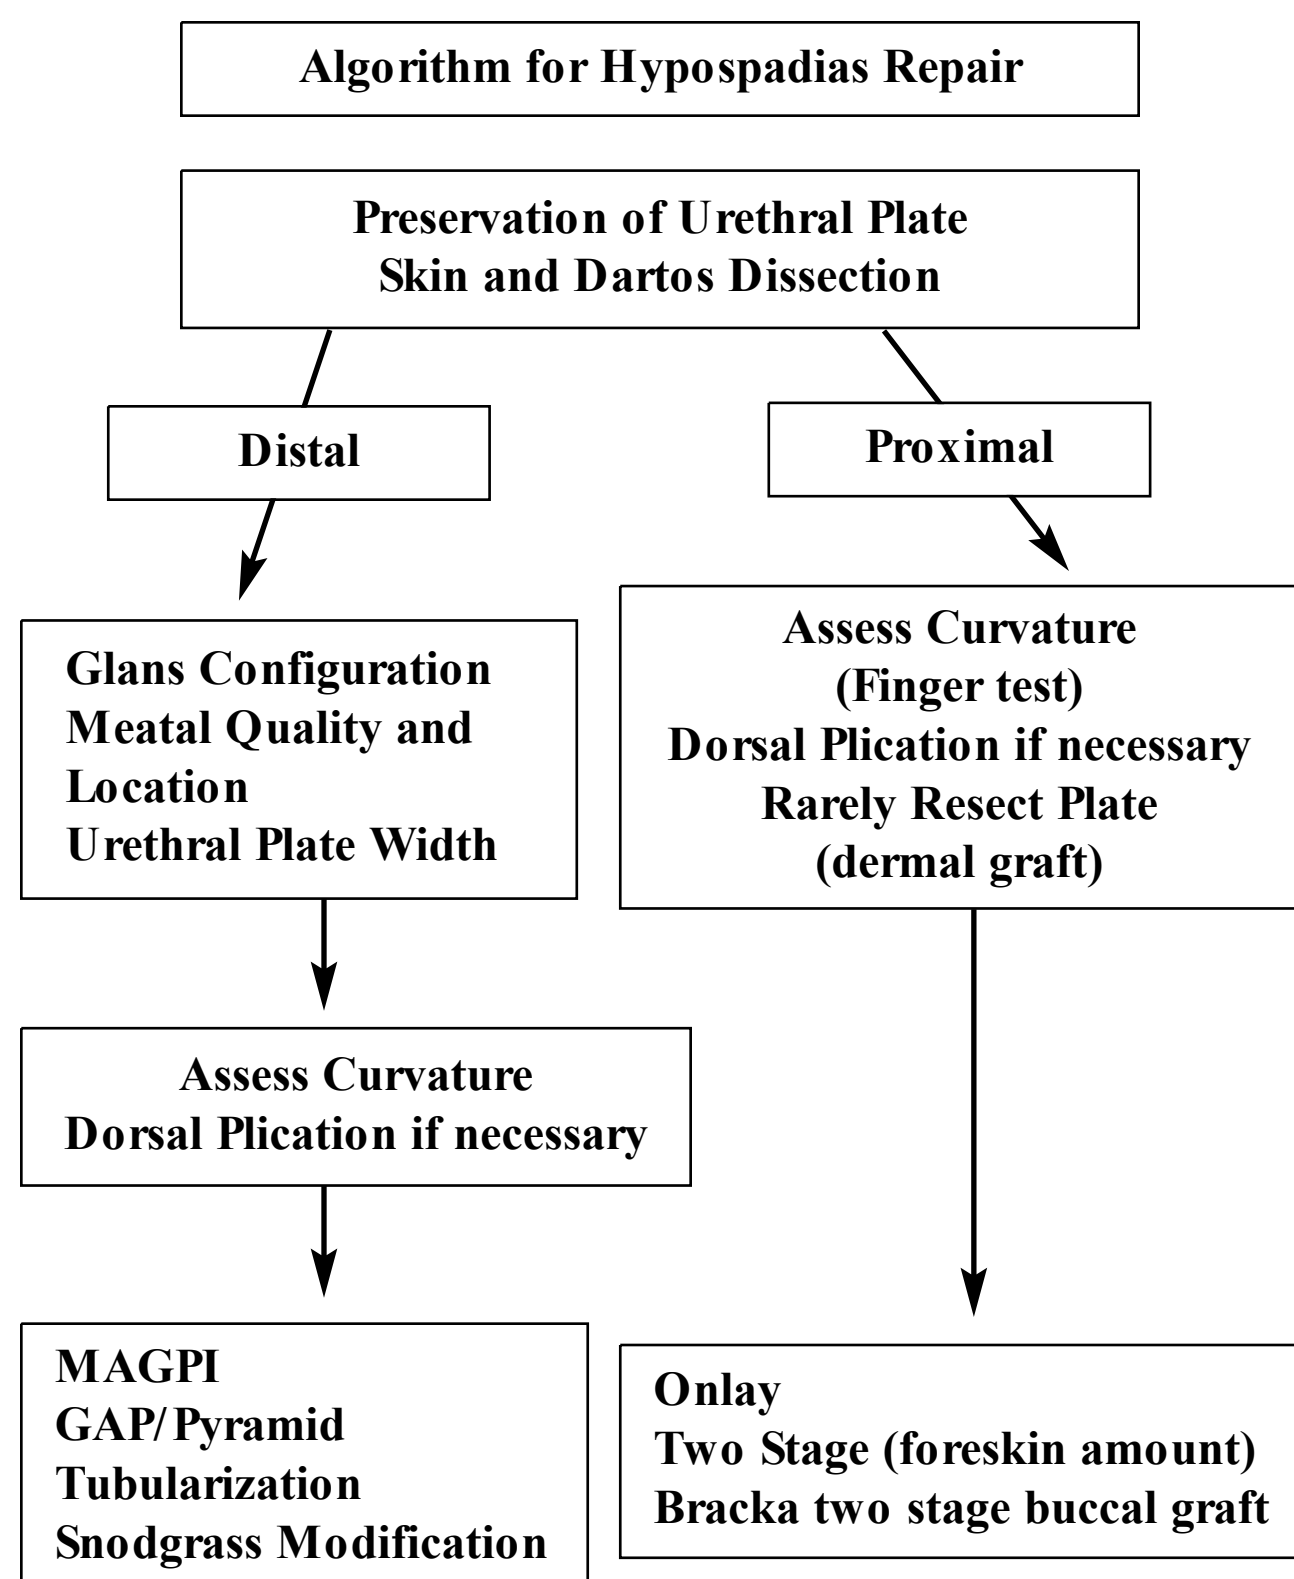 Algorithm for Hypospadias Repair
Preservation of Urethral Plate
Skin and Dartos Dissection
Distal
Proximal
Glans Configuration
Meatal Quality and
Location
Urethral Plate Width
Assess Curvature
(Finger test)
Dorsal Plication if necessary
Rarely Resect Plate
(dermal graft)
Assess Curvature
Dorsal Plication if necessary
MAGPI
GAP/Pyramid
Tubularization
Snodgrass Modification
Onlay
Two Stage (foreskin amount)
Bracka two stage buccal graft